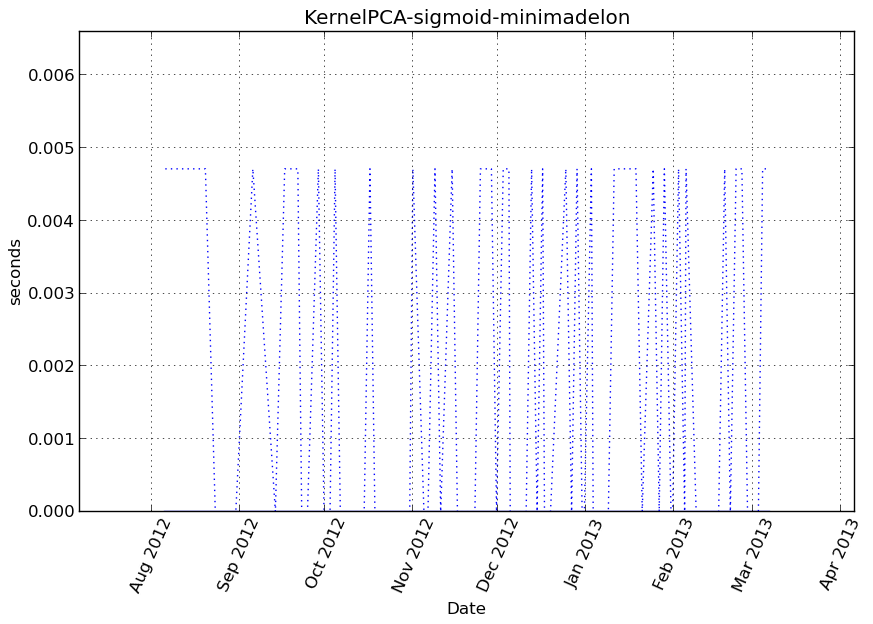 KernelPCA-sigmoid-minimadelon
0.006
0.005
0.004
0.003
0.002
0.001
0.000
seconds
Aug 2012
Sep 2012
Oct 2012
Nov 2012
Dec 2012
Jan 2013
Feb 2013
Mar 2013
Apr 2013
Date